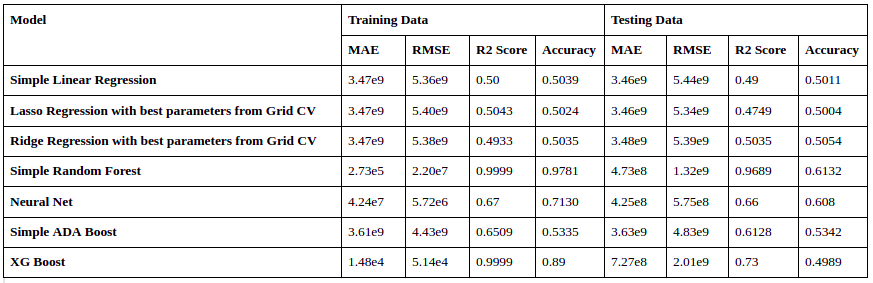 Model Training Data Testing Data
MAE RMSE R2 Score Accuracy MAE RMSE R2 Score Accuracy
Simple Linear Regression 3.47e9 5.36e9 0.50 0.5039 3.46e9 5.44e9 0.49 0.5011
Lasso Regression with best parameters from Grid CV 3.47e9 5.40e9 0.5043 0.5024 3.46e9 5.34e9 0.4749 0.5004
Ridge Regression with best parameters from Grid CV 3.47e9 5.38e9 0.4933 0.5035 3.48e9 5.39e9 0.5035 0.5054
Simple Random Forest 2.73e5 2.20e7 0.9999 0.9781 4.73e8 1.32e9 0.9689 0.6132
Neural Net 4.24e7 5.72e6 0.67 0.7130 4.25e8 5.75e8 0.66 0.608
Simple ADA Boost 3.61e9 4.43e9 0.6509 0.5335 3.63e9 4.83e9 0.6128 0.5342
XG Boost 1.48e4 5.14e4 0.9999 0.89 7.27e8 2.01e9 0.73 0.4989